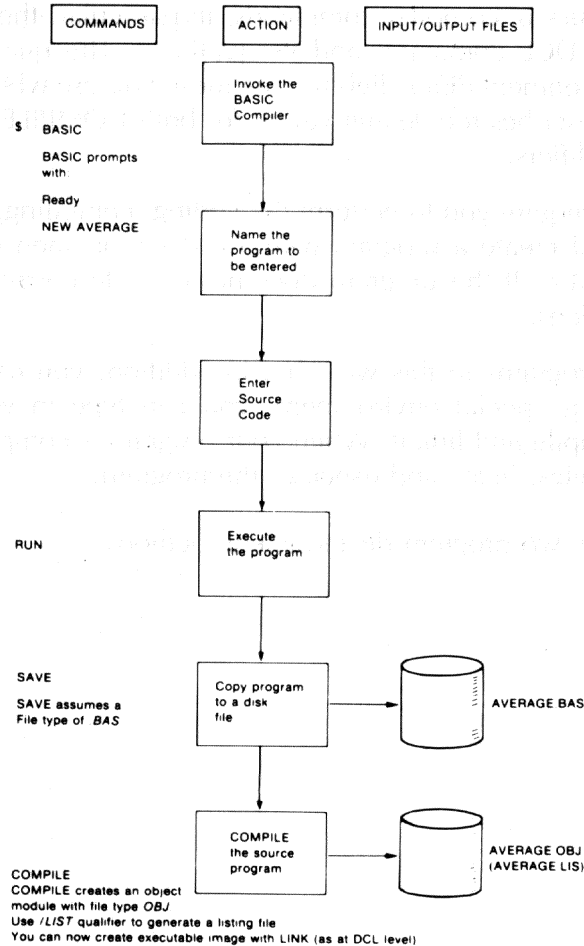 COMMANDS
ACTION
INPUT/OUTPUT FILES
Invoke the
BASIC
Compiler
$ BASIC
BASIC prompts
with:
Ready
NEW AVERAGE
Name the
program to
be entered
Enter
Source
Code
RUN
Execute
the program
SAVE
SAVE assumes a
File type of BAS
Copy program
to a disk
file
AVERAGE BAS
COMPILE
the source
program
AVERAGE OBJ
(AVERAGE LIS)
COMPILE
COMPILE creates an object
module with file type OBJ
Use /LIST qualifier to generate a listing file
You can now create executable image with LINK (as at DCL level)